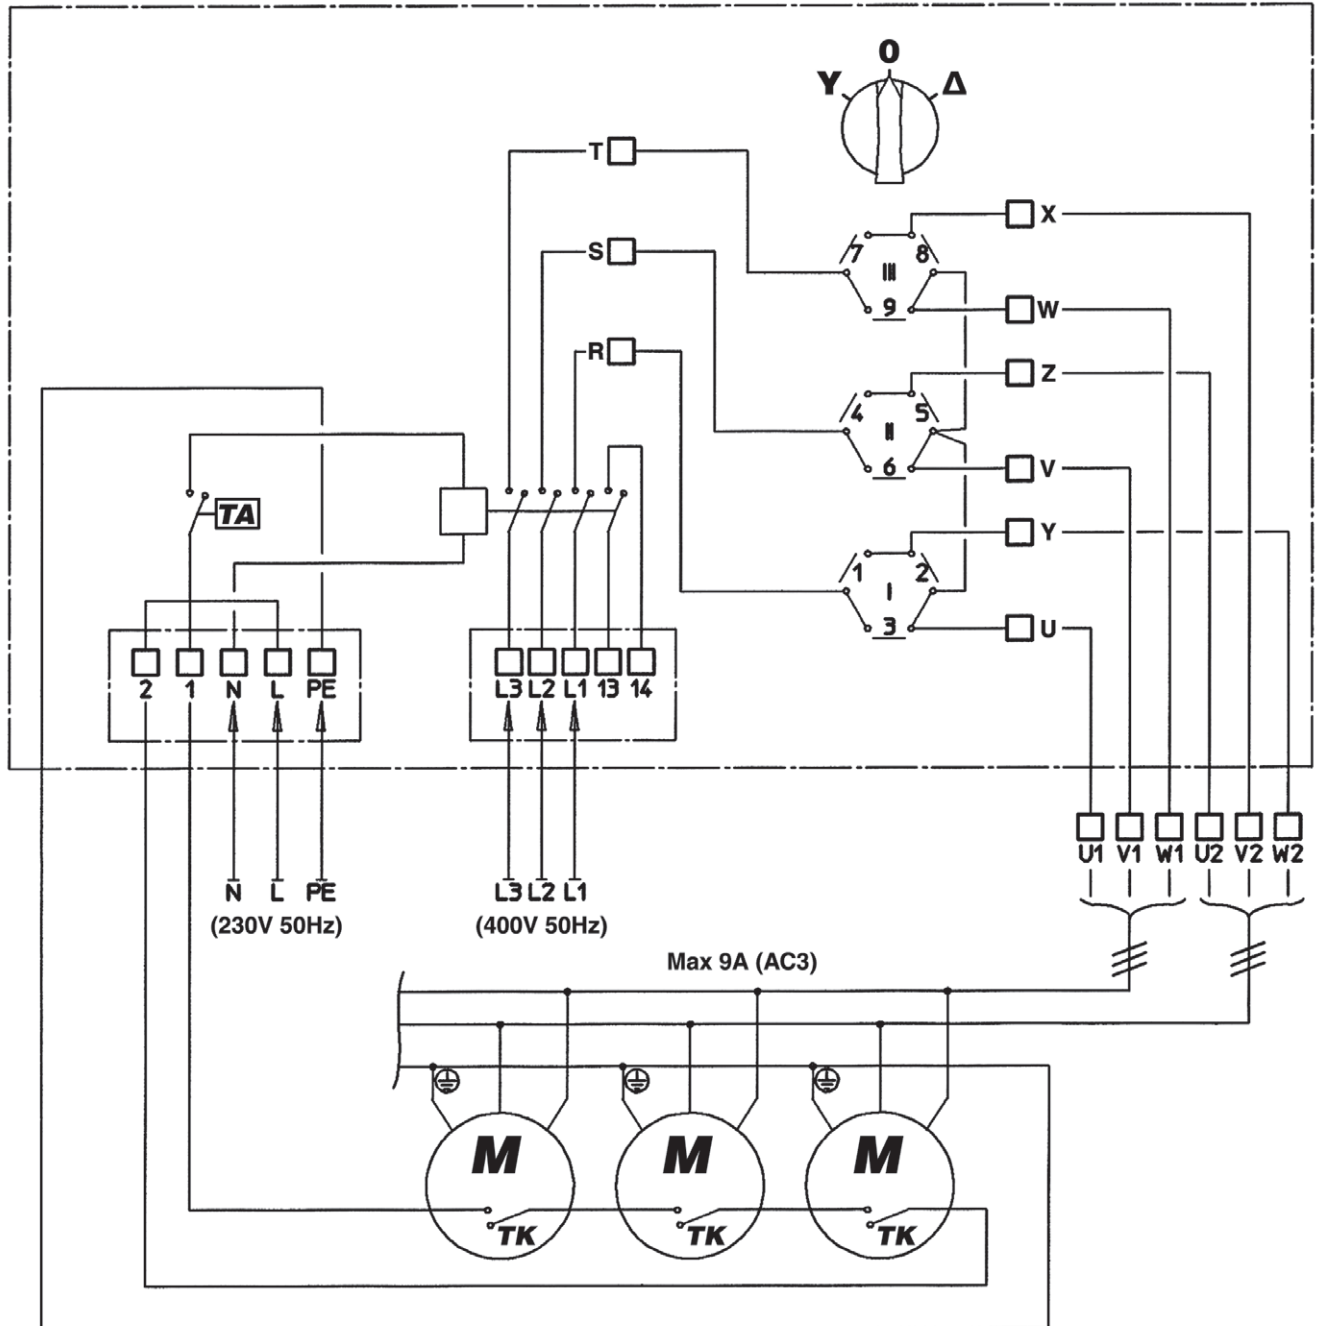 O
Y Δ
T
X
S
7 8
III
9
W
R
Z
4 5
II
6
V
TA
Y
1 2
I
3
U
2 1 N L PE
L3 L2 L1 13 14
U1 V1 W1 U2 V2 W2
N L PE
L3 L2 L1
(230V 50Hz)
(400V 50Hz)
Max 9A (AC3)
M M M
TK TK TK